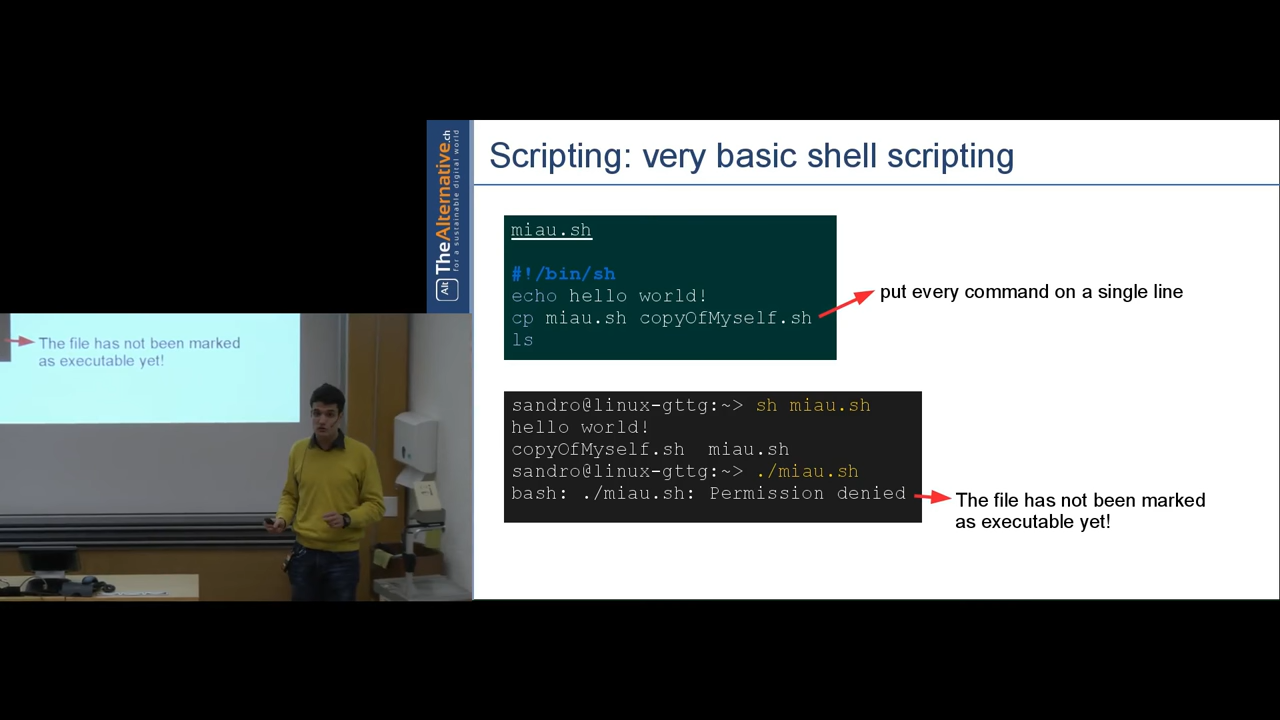 Alt TheAlternative.ch
for a sustainable digital world
Scripting: very basic shell scripting
miau.sh
#!/bin/sh
echo hello world!
cp miau.sh copyOfMyself.sh
ls
put every command on a single line
sandro@linux-gttg:~> sh miau.sh
hello world!
copyOfMyself.sh  miau.sh
sandro@linux-gttg:~> ./miau.sh
bash: ./miau.sh: Permission denied
The file has not been marked
as executable yet!
The file has not been marked
as executable yet!